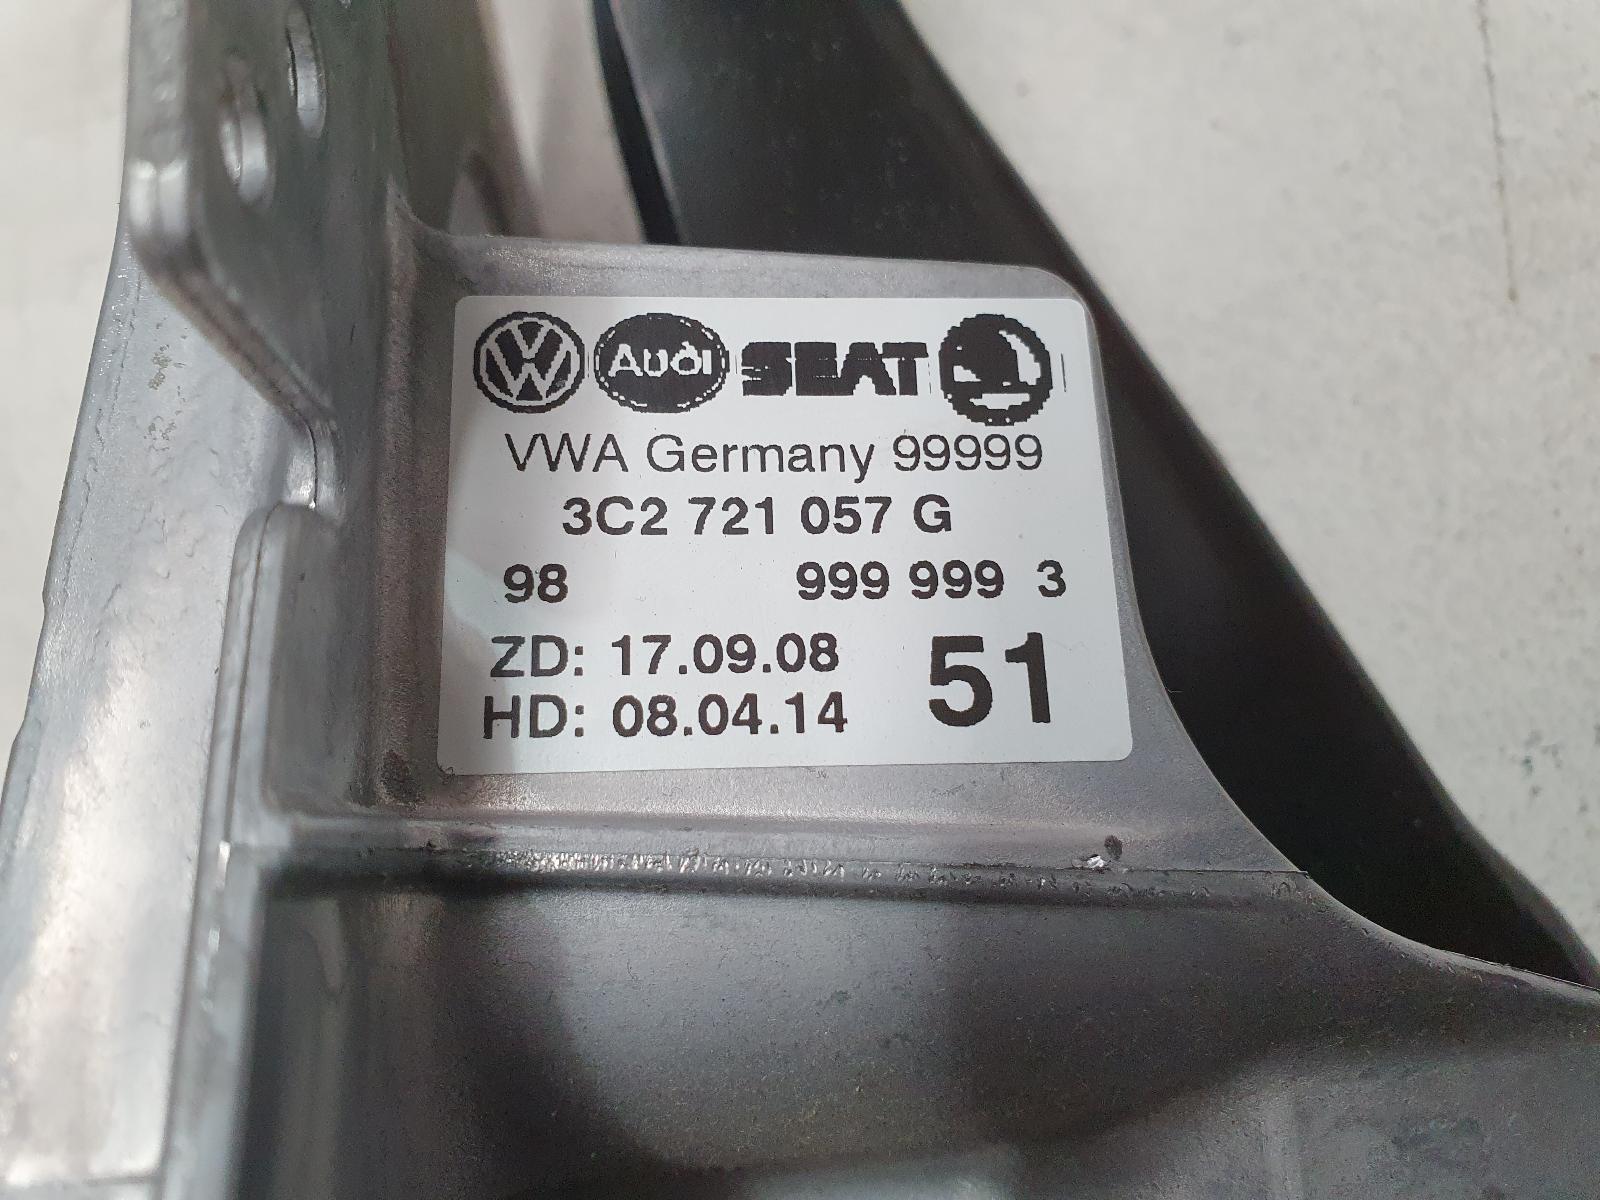 VW Audi SEAT
VWA Germany 99999
3C2 721 057 G
98 999 999 3
ZD: 17.09.08 51
HD: 08.04.14